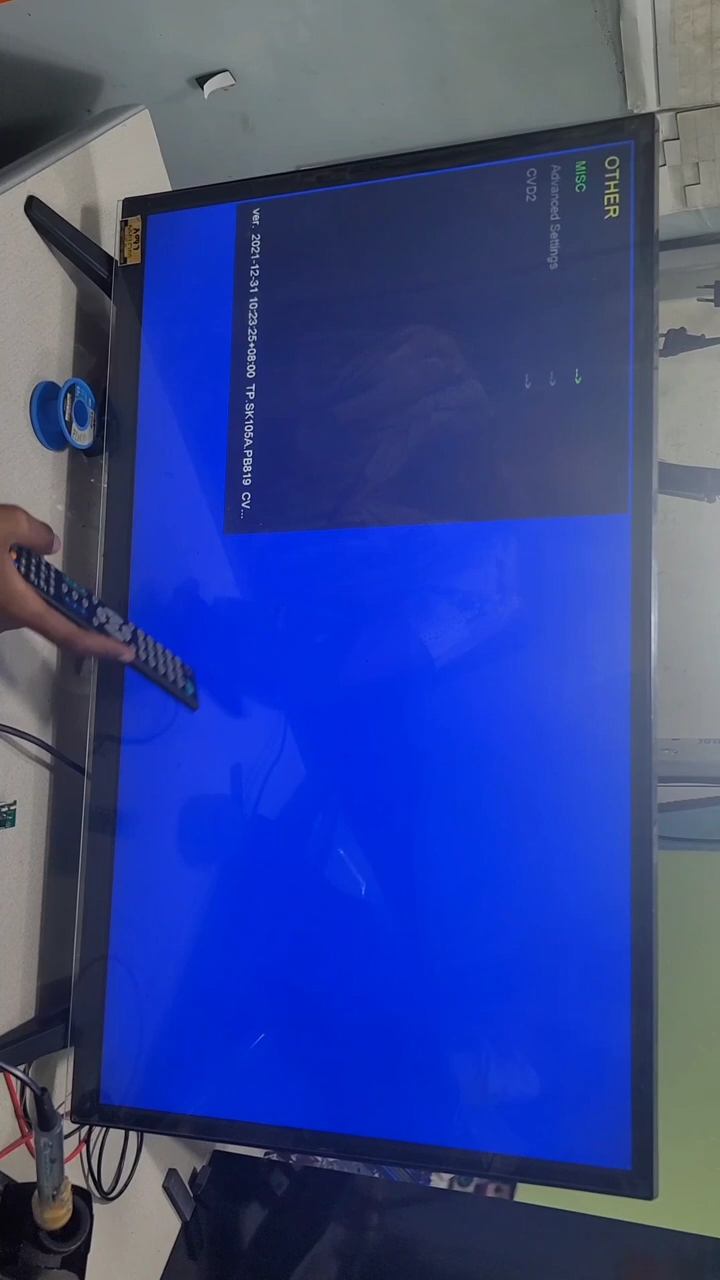 OTHER
MISC -->
Advanced Settings -->
CVD2 -->
ver. 2021-12-31 10:23:25+08:00 TP.SK105A.PB819 CV...